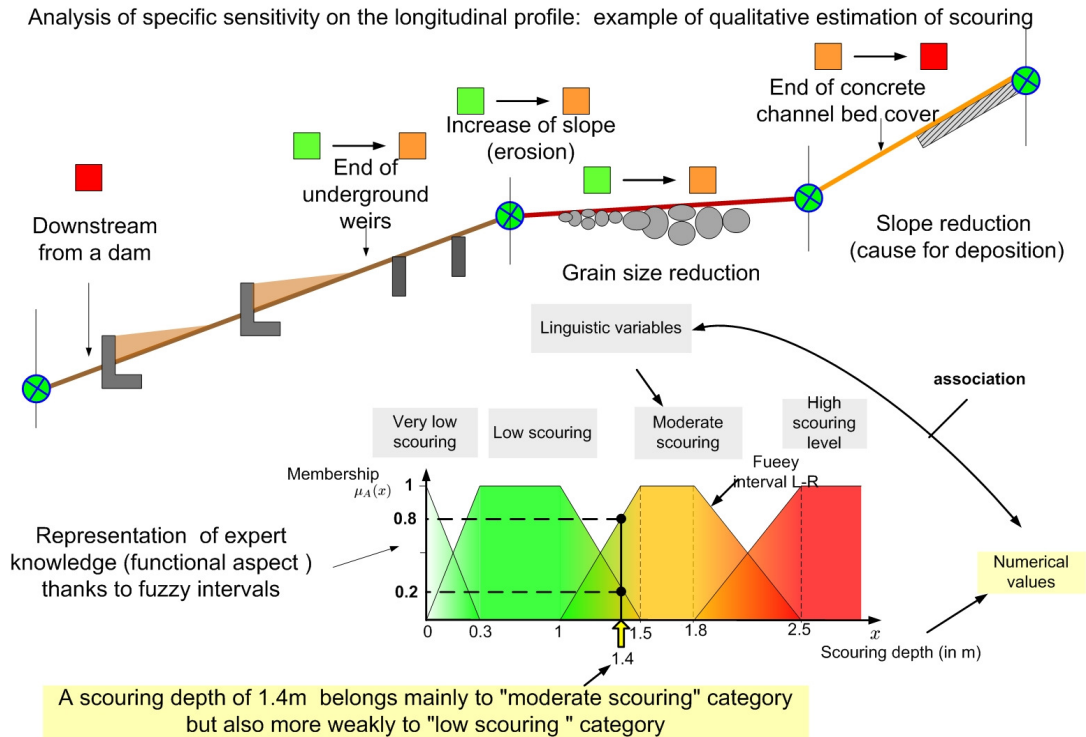 Analysis of specific sensitivity on the longitudinal profile: example of qualitative estimation of scouring
End of concrete
channel bed cover
Increase of slope
(erosion)
End of
underground
weirs
Downstream
from a dam
Slope reduction
(cause for deposition)
Grain size reduction
Linguistic variables
association
Very low
scouring
Low scouring
Moderate
scouring
High
scouring
level
Membership
μA(x)
Fueey
interval L-R
1
0.8
0.2
Representation of expert
knowledge (functional aspect )
thanks to fuzzy intervals
Numerical
values
0
0.3
1
1.5
1.8
2.5
x
1.4
Scouring depth (in m)
A scouring depth of 1.4m belongs mainly to "moderate scouring" category
but also more weakly to "low scouring " category